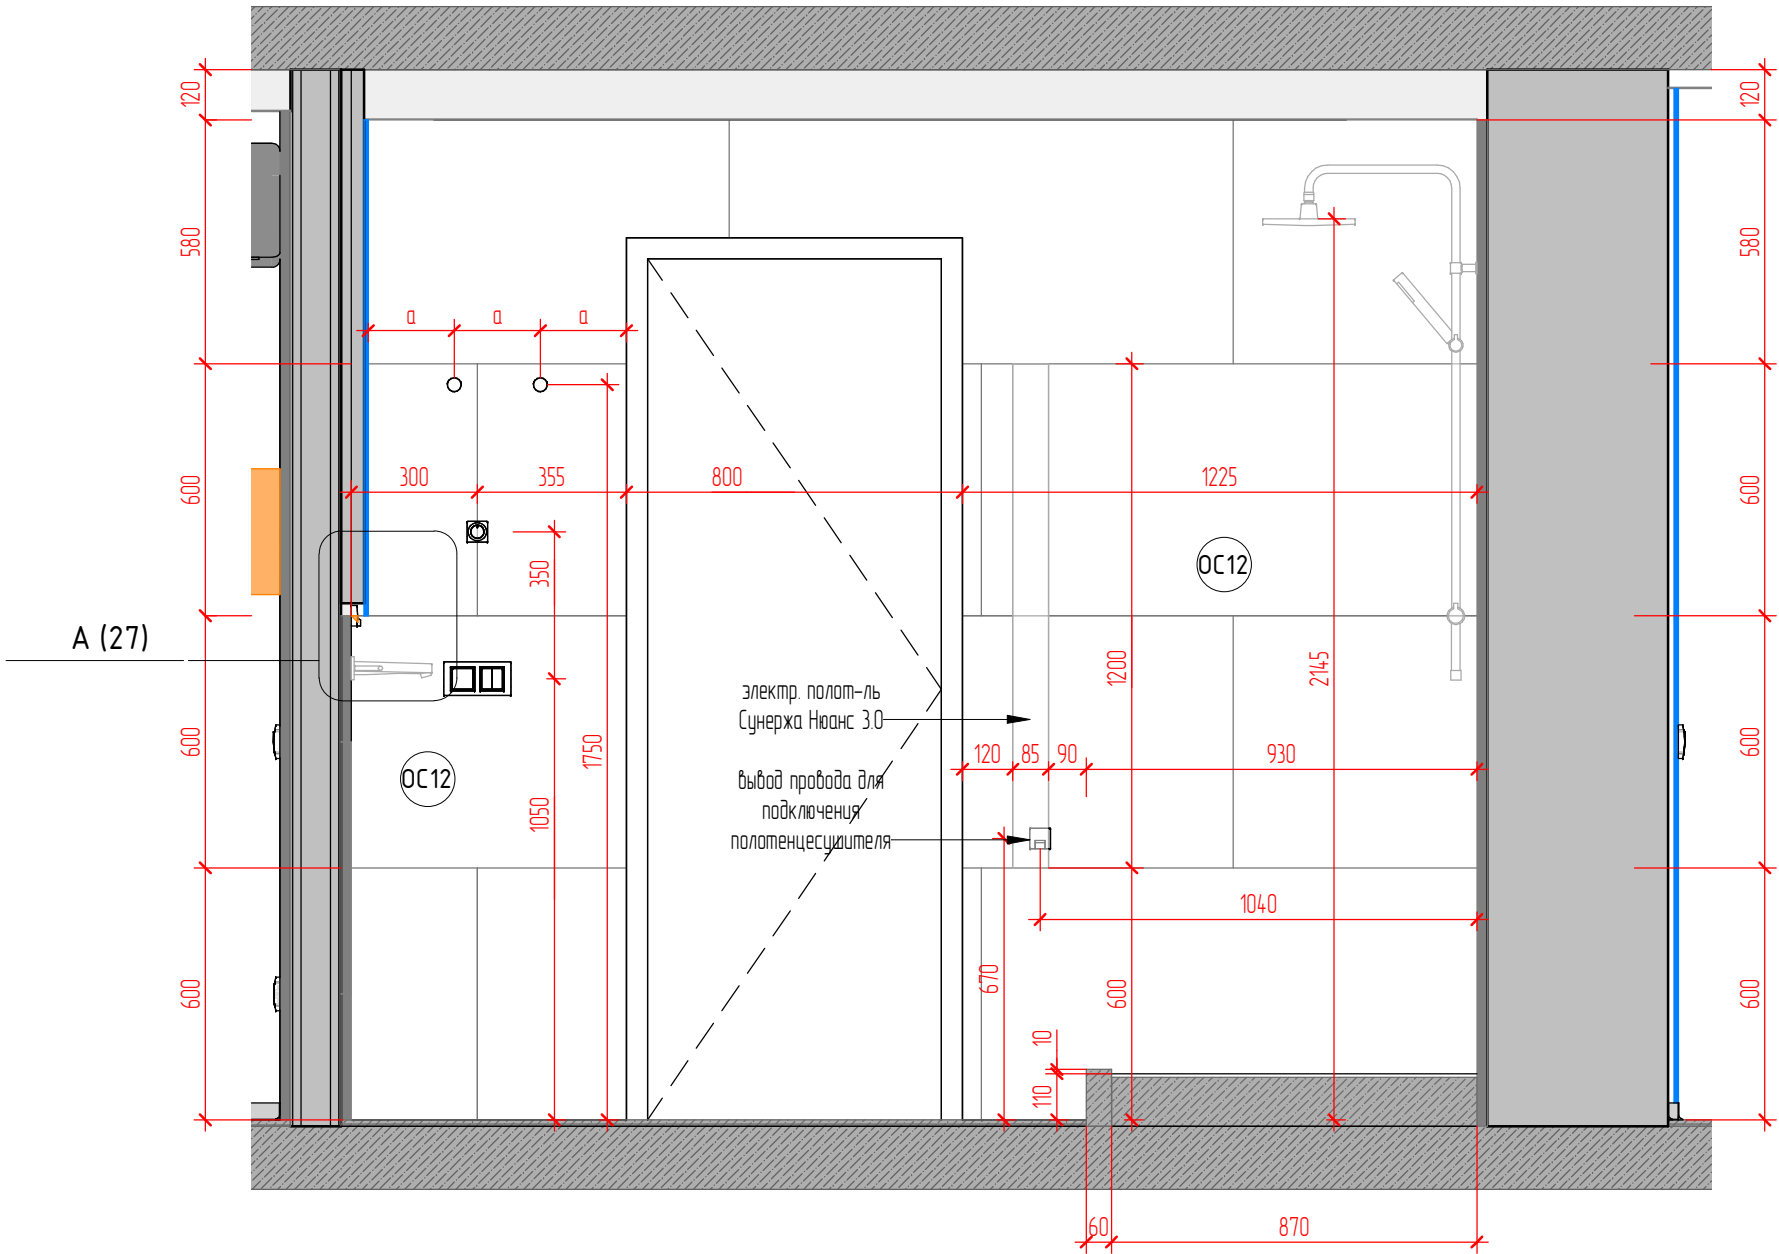 120
120
580
580
a
a
a
600
300
355
800
1225
600
350
ОС12
А (27)
1200
2145
электр. полот-ль
Сунержа Нюанс 3.0
600
1750
120
85
90
930
600
ОС12
вывод провода для
подключения
полотенцесушителя
1050
1040
600
670
600
600
10
110
60
870